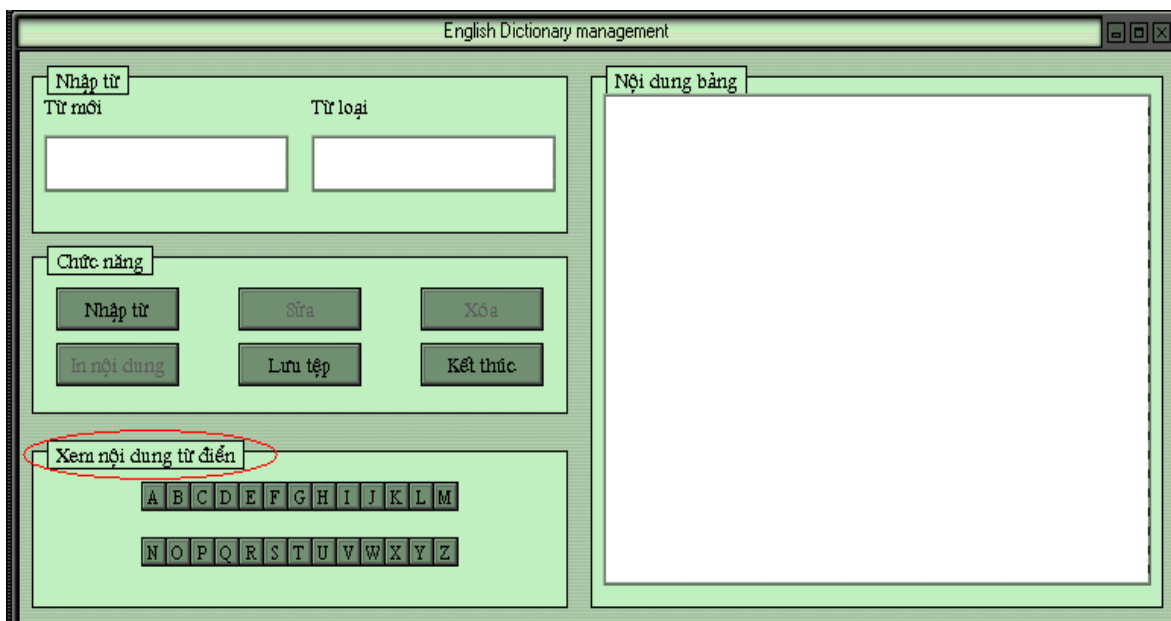 English Dictionary management
Nhập từ
Từ mới Từ loại
Chức năng
Nhập từ Sửa Xóa
In nội dung Lưu tệp Kết thúc
Xem nội dung từ điển
A B C D E F G H I J K L M
N O P Q R S T U V W X Y Z
Nội dung bảng